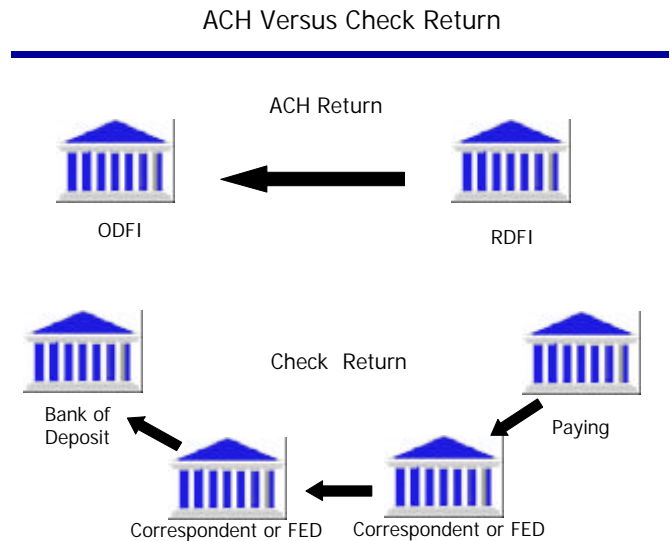 ACH Versus Check Return
ACH Return
ODFI
RDFI
Check Return
Bank of
Deposit
Paying
Correspondent or FED
Correspondent or FED